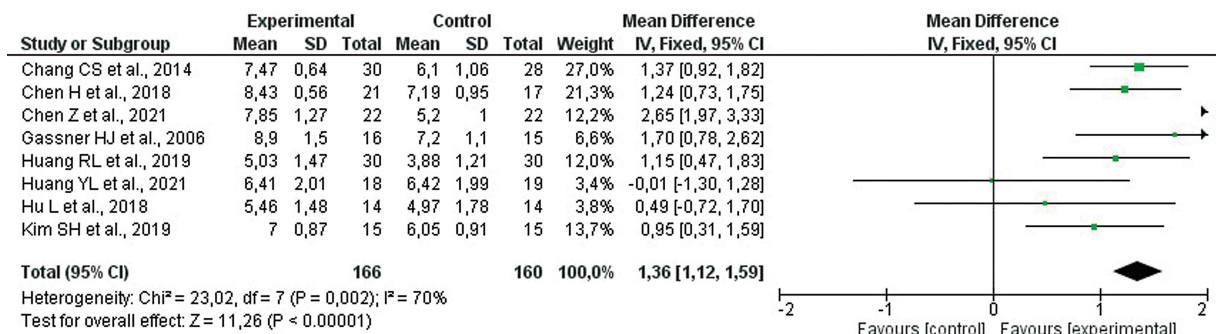 Experimental Control Mean Difference Mean Difference
Study or Subgroup Mean SD Total Mean SD Total Weight IV, Fixed, 95% CI IV, Fixed, 95% CI
Chang CS et al., 2014 7,47 0,64 30 6,1 1,06 28 27,0% 1,37 [0,92, 1,82]
Chen H et al., 2018 8,43 0,56 21 7,19 0,95 17 21,3% 1,24 [0,73, 1,75]
Chen Z et al., 2021 7,85 1,27 22 5,2 1 22 12,2% 2,65 [1,97, 3,33]
Gassner HJ et al., 2006 8,9 1,5 16 7,2 1,1 15 6,6% 1,70 [0,78, 2,62]
Huang RL et al., 2019 5,03 1,47 30 3,88 1,21 30 12,0% 1,15 [0,47, 1,83]
Huang YL et al., 2021 6,41 2,01 18 6,42 1,99 19 3,4% -0,01 [-1,30, 1,28]
Hu L et al., 2018 5,46 1,48 14 4,97 1,78 14 3,8% 0,49 [-0,72, 1,70]
Kim SH et al., 2019 7 0,87 15 6,05 0,91 15 13,7% 0,95 [0,31, 1,59]
Total (95% CI) 166 160 100,0% 1,36 [1,12, 1,59]
Heterogeneity: Chi² = 23,02, df = 7 (P = 0,002); I² = 70%
Test for overall effect: Z = 11,26 (P < 0.00001)
-2 -1 0 1 2
Favours [control] Favours [experimental]